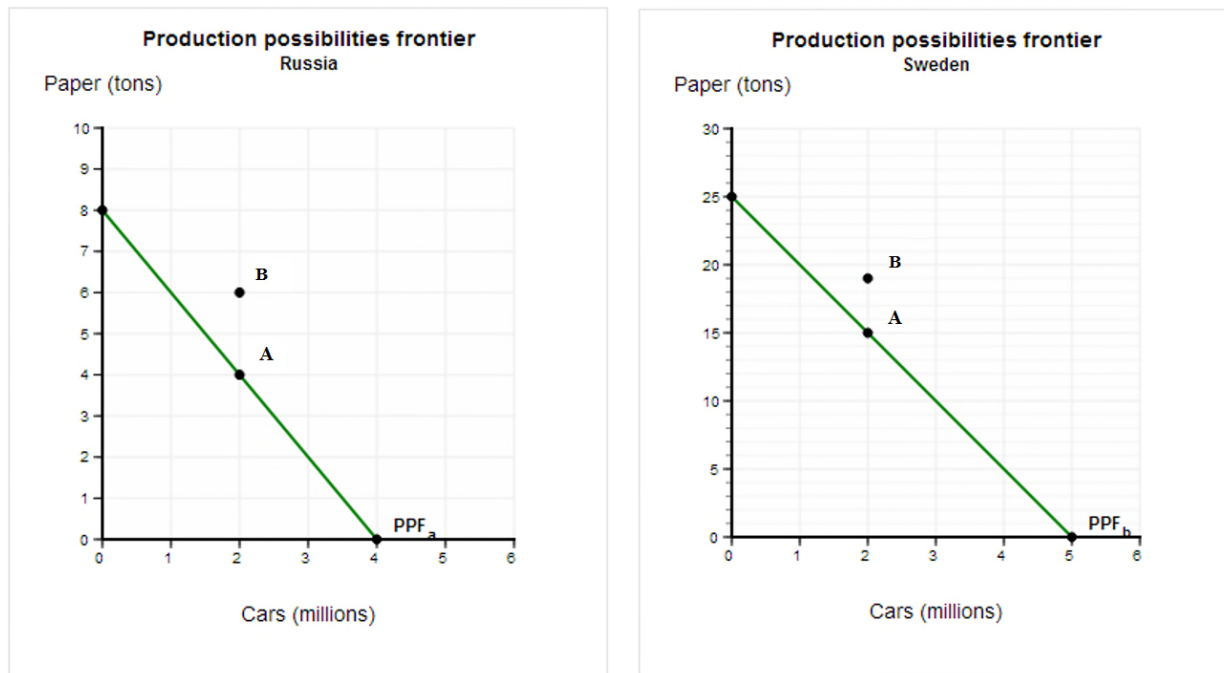 Production possibilities frontier
Russia
Paper (tons)
10
9
8
7
6
5
4
3
2
1
0
B
A
PPFa
0 1 2 3 4 5 6
Cars (millions)
Production possibilities frontier
Sweden
Paper (tons)
30
25
20
15
10
5
0
B
A
PPFb
0 1 2 3 4 5 6
Cars (millions)